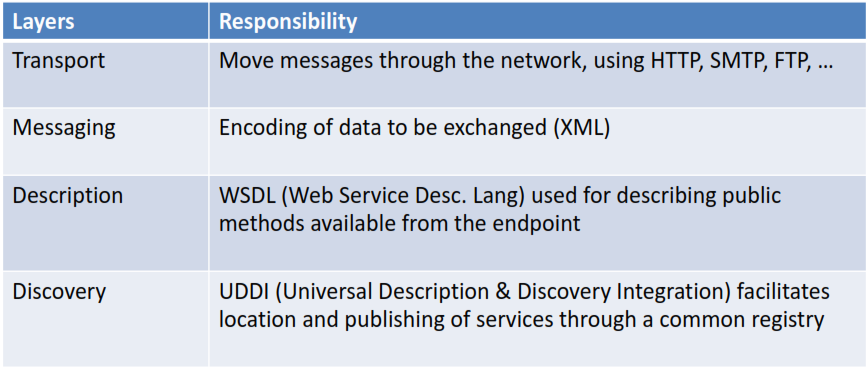 Layers Responsibility
Transport Move messages through the network, using HTTP, SMTP, FTP, …
Messaging Encoding of data to be exchanged (XML)
Description WSDL (Web Service Desc. Lang) used for describing public
methods available from the endpoint
Discovery UDDI (Universal Description & Discovery Integration) facilitates
location and publishing of services through a common registry